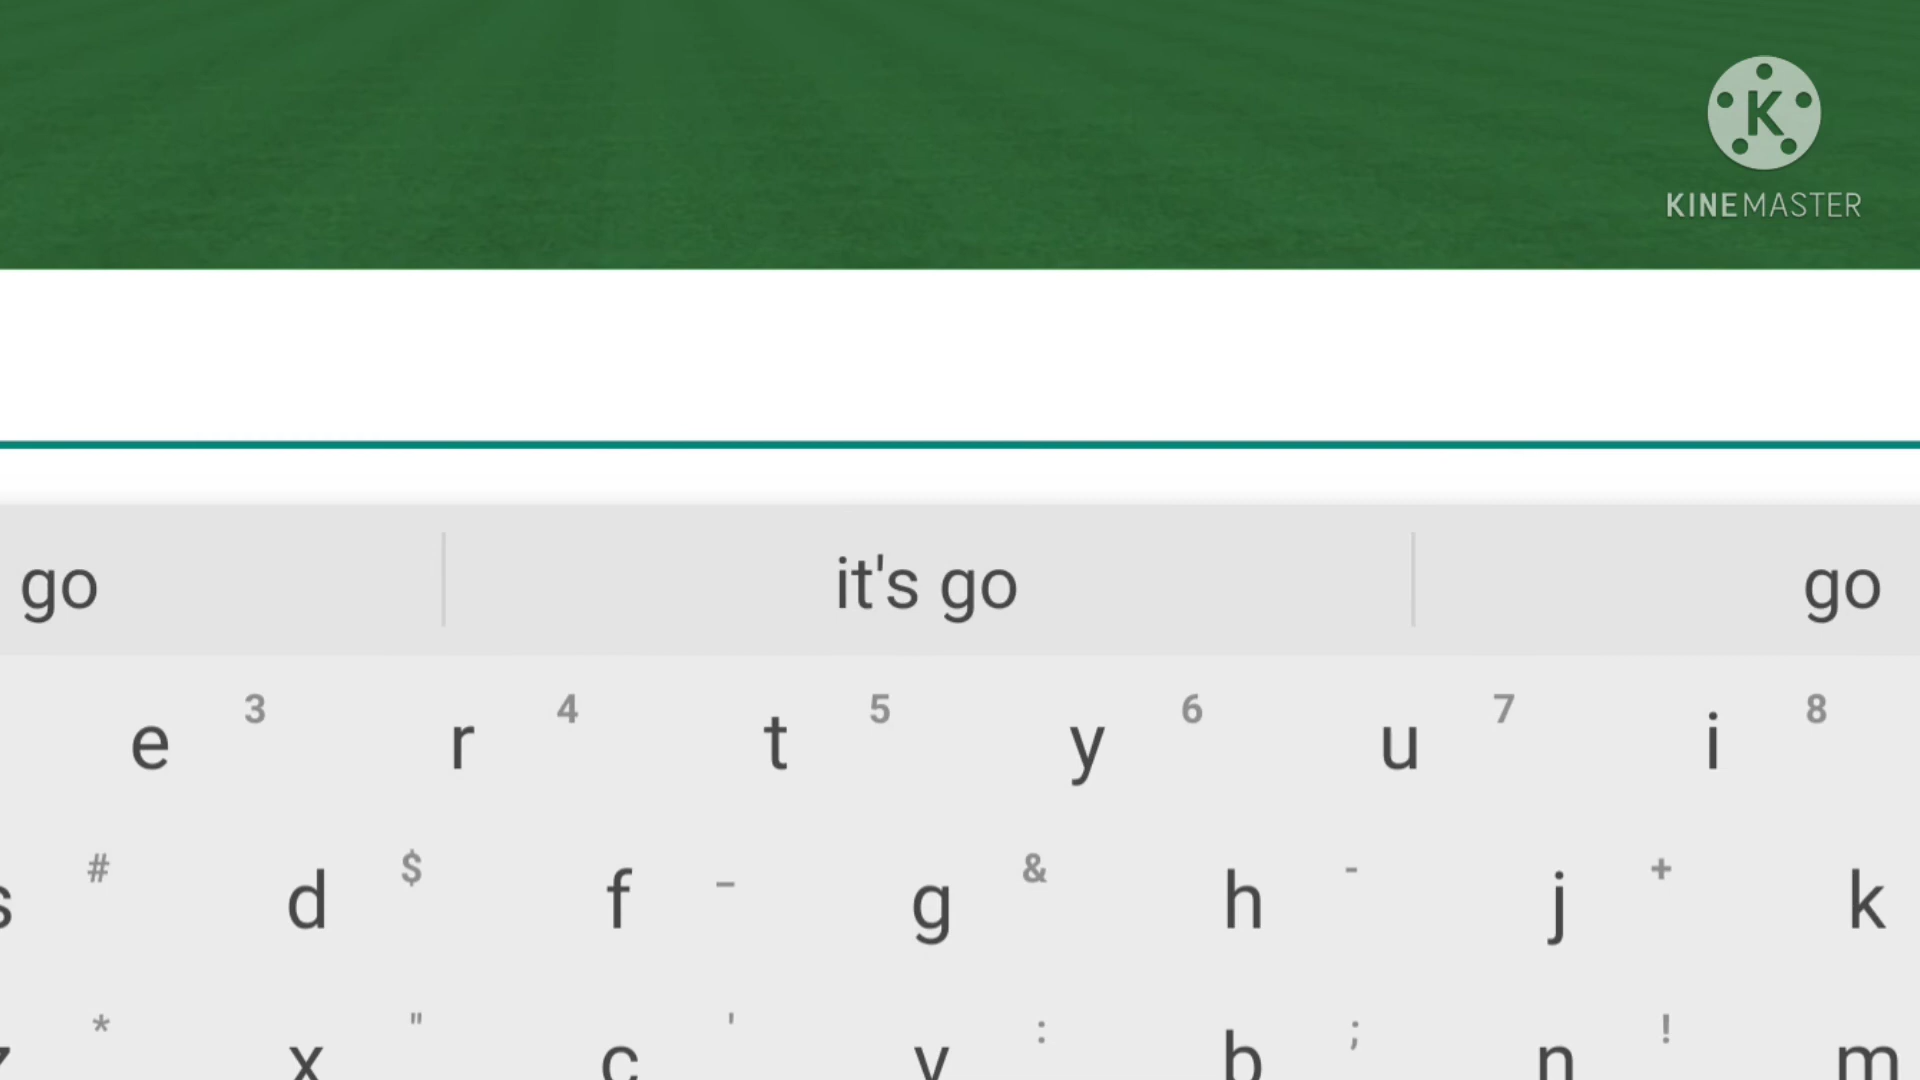 K
KINEMASTER
go it's go go
e 3 r 4 t 5 y 6 u 7 i 8
s # d $ f _ g & h - j + k
z * x " c ' v : b ; n ! m